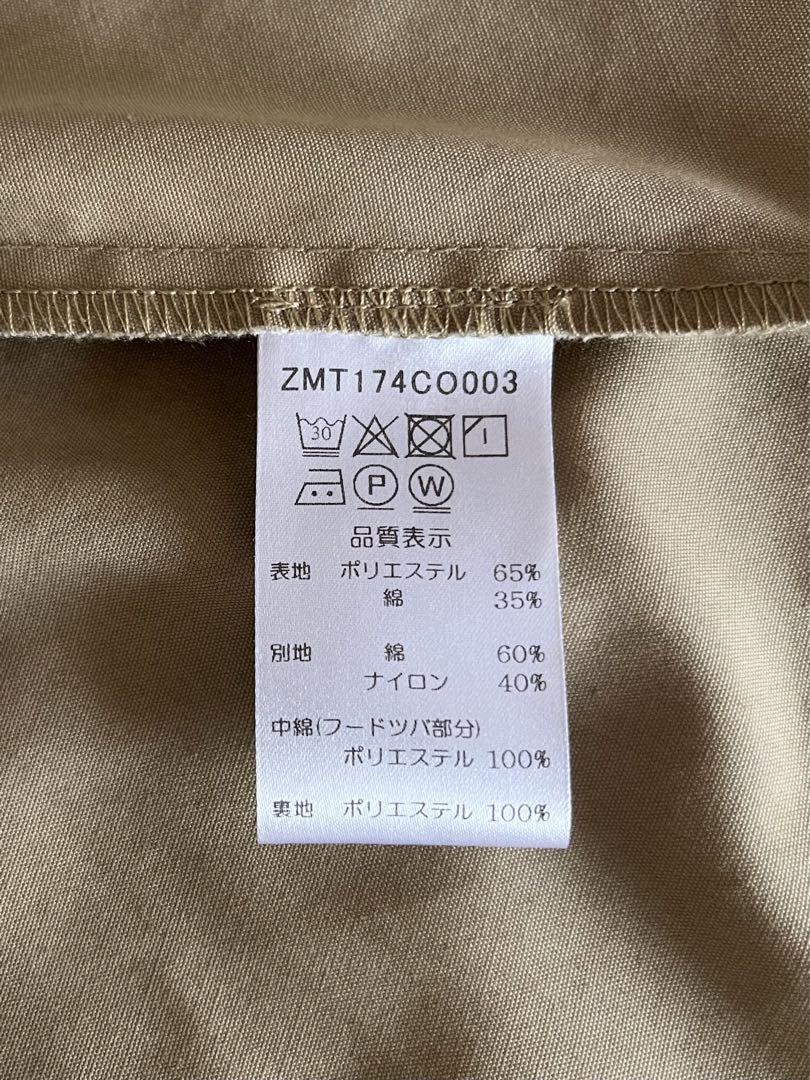 ZMT174CO003
30
P W
品質表示
表地 ポリエステル 65%
綿 35%
別地 綿 60%
ナイロン 40%
中綿(フードツバ部分)
ポリエステル 100%
裏地 ポリエステル 100%